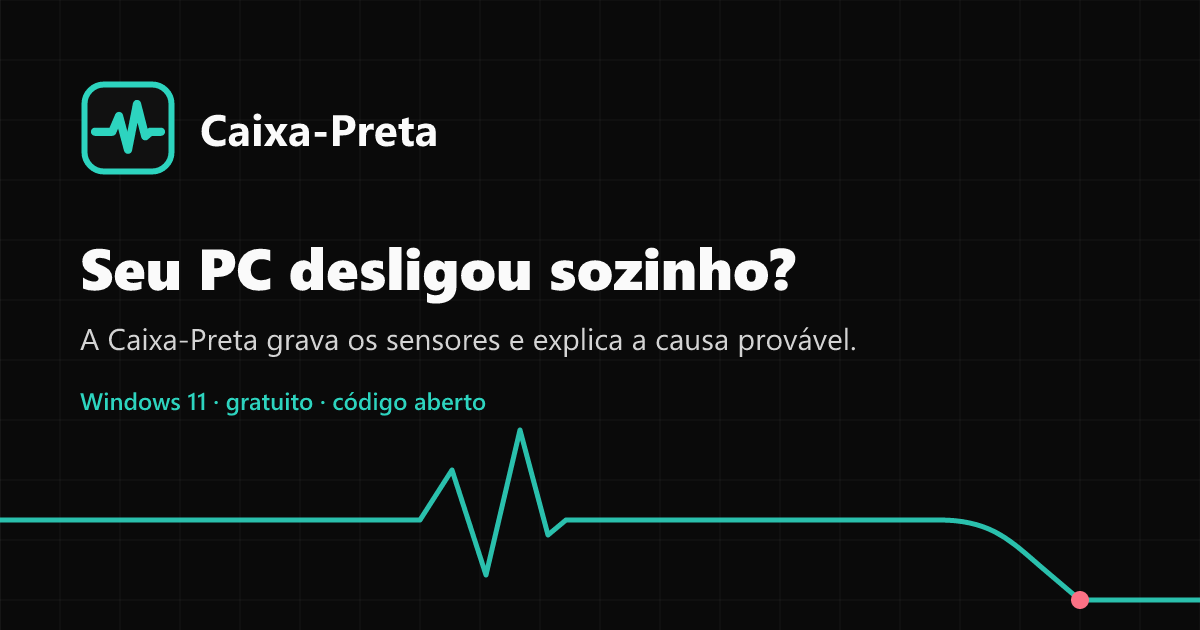 Caixa-Preta
Seu PC desligou sozinho?
A Caixa-Preta grava os sensores e explica a causa provável.
Windows 11 · gratuito · código aberto